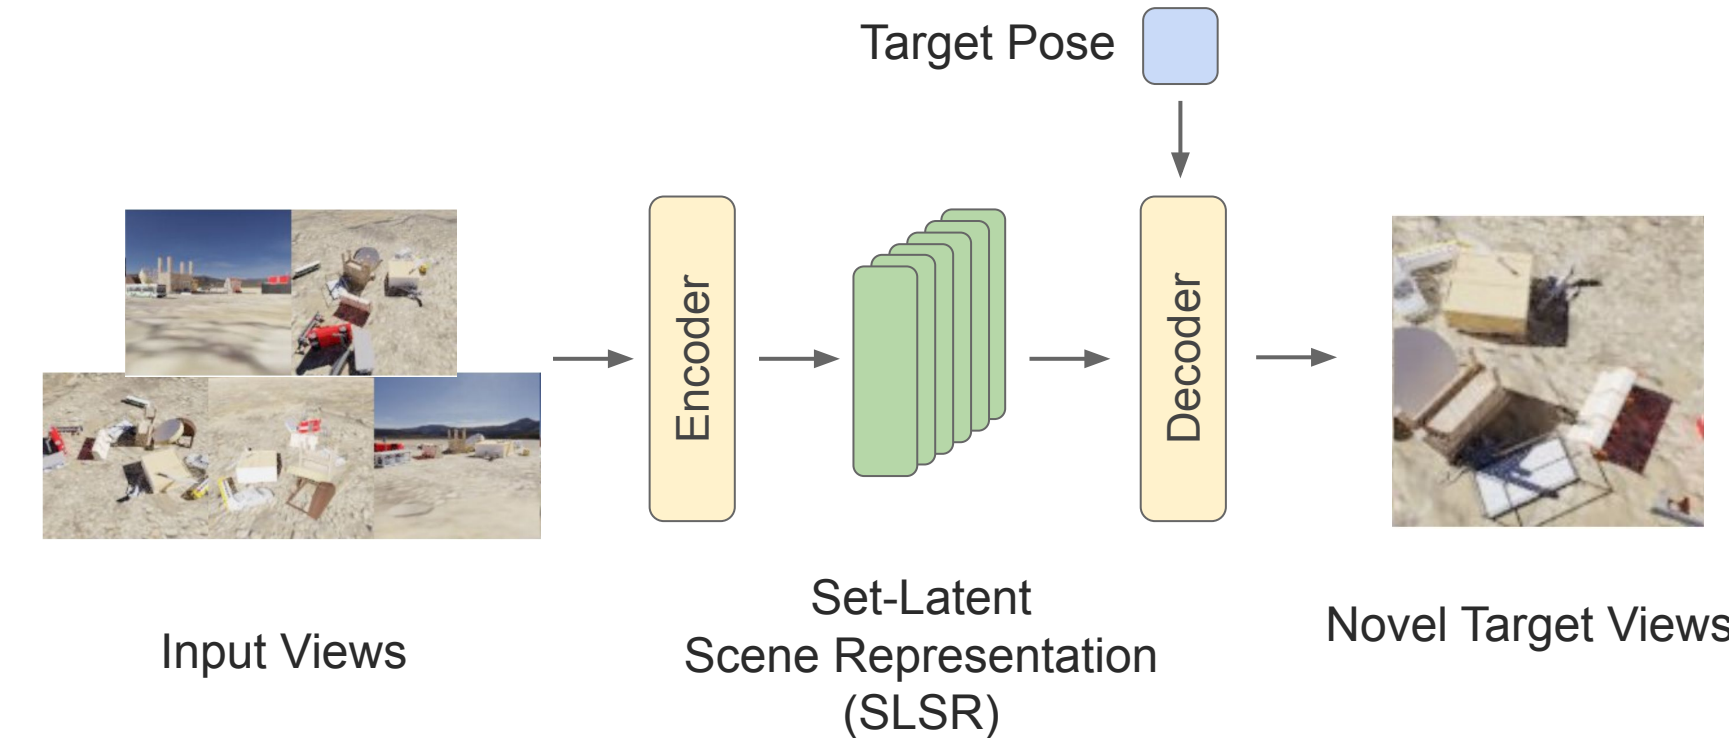 Target Pose
Encoder
Decoder
Input Views
Set-Latent
Scene Representation
(SLSR)
Novel Target Views